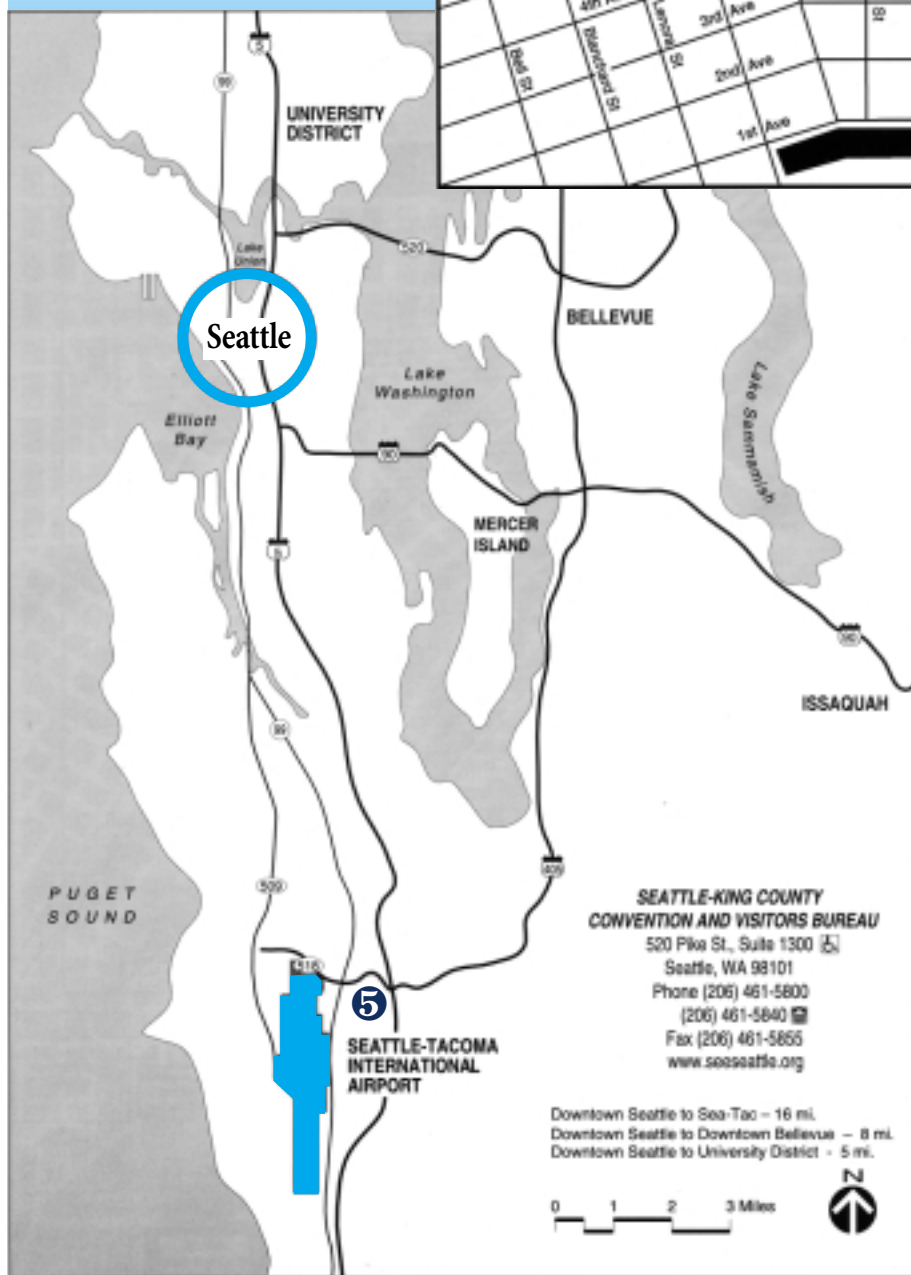 4th
3rd Ave
Lenora St
Blanchard St
Bell St
2nd Ave
1st Ave
St
5
99
UNIVERSITY
DISTRICT
Lake
Union
520
BELLEVUE
Seattle
Lake
Washington
Lake Sammamish
Elliott
Bay
90
MERCER
ISLAND
5
90
ISSAQUAH
99
405
509
PUGET
SOUND
518
5
SEATTLE-TACOMA
INTERNATIONAL
AIRPORT
SEATTLE-KING COUNTY
CONVENTION AND VISITORS BUREAU
520 Pike St., Suite 1300
Seattle, WA 98101
Phone (206) 461-5800
(206) 461-5840
Fax (206) 461-5855
www.seeseattle.org
Downtown Seattle to Sea-Tac – 16 mi.
Downtown Seattle to Downtown Bellevue – 8 mi.
Downtown Seattle to University District - 5 mi.
N
0 1 2 3 Miles